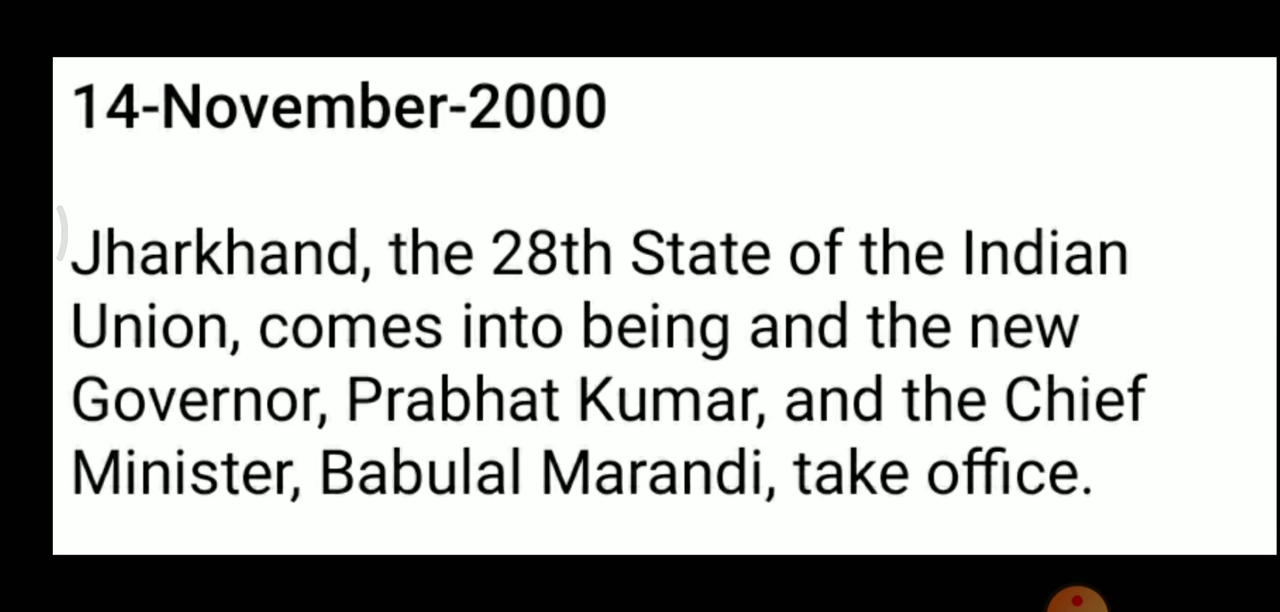 14-November-2000
Jharkhand, the 28th State of the Indian
Union, comes into being and the new
Governor, Prabhat Kumar, and the Chief
Minister, Babulal Marandi, take office.